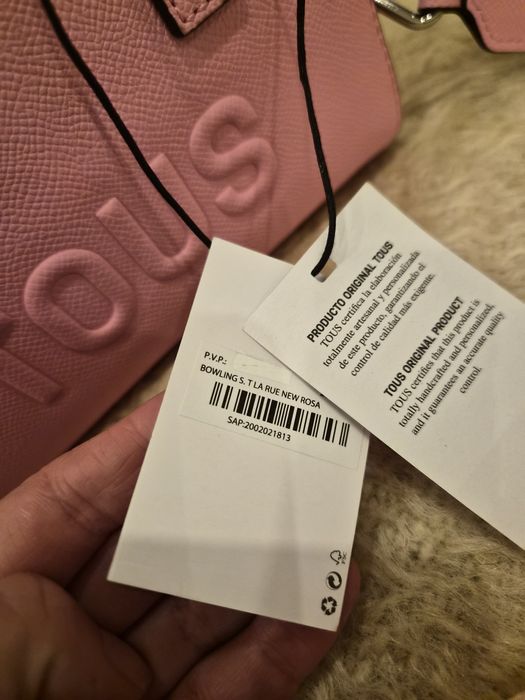 TOUS
P.V.P.:
BOWLING S. T LA RUE NEW ROSA
SAP:2002021813
PRODUCTO ORIGINAL TOUS
TOUS certifica la elaboración
totalmente artesanal y personalizada
de este producto, garantizando el
control de calidad más exigente.
TOUS ORIGINAL PRODUCT
TOUS certifies that this product is
totally handcrafted and personalized,
and it guarantees an accurate quality
control.